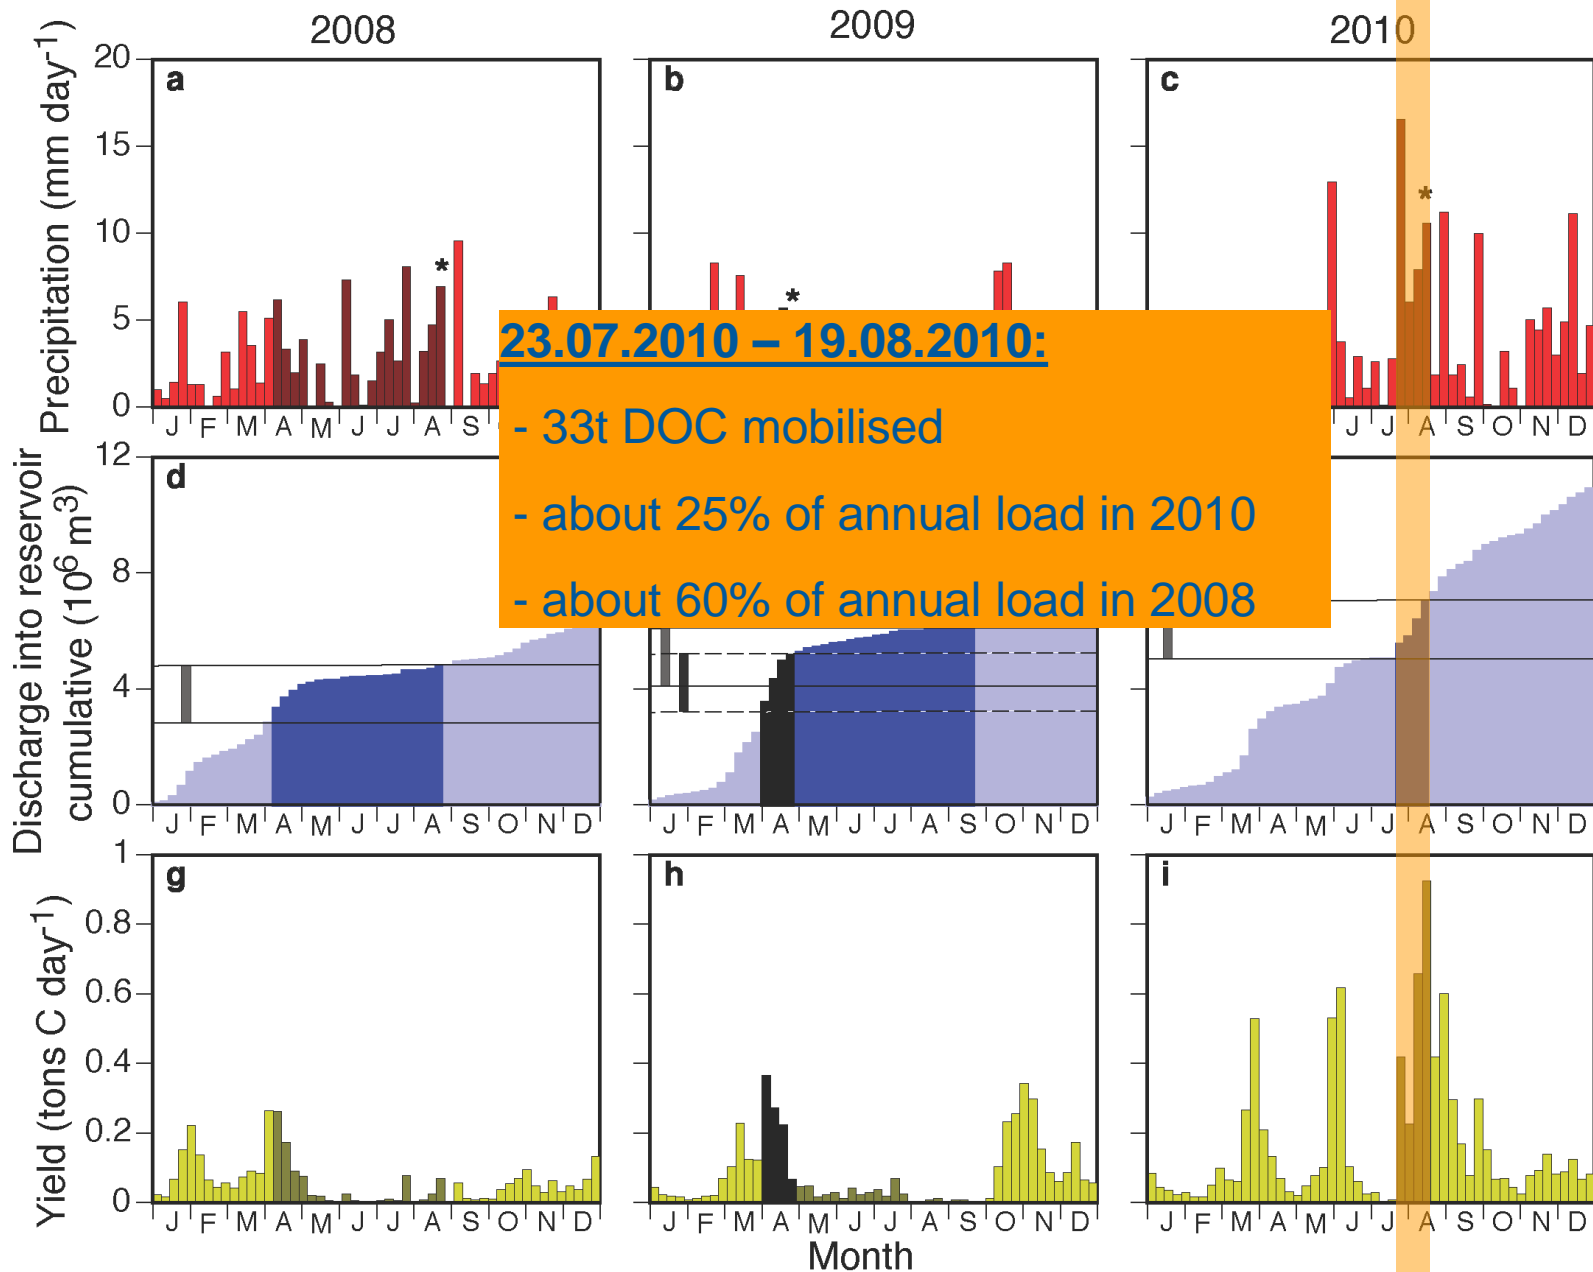 2008 2009 2010
Precipitation (mm day-1)
20
15
10
5
0
a
*
b
*
c
*
J F M A M J J A S
J J A S O N D
23.07.2010 – 19.08.2010:
- 33t DOC mobilised
- about 25% of annual load in 2010
- about 60% of annual load in 2008
Discharge into reservoir
cumulative (106 m3)
12
8
4
0
d
J F M A M J J A S O N D
J F M A M J J A S O N D
J F M A M J J A S O N D
Yield (tons C day-1)
1
0.8
0.6
0.4
0.2
0
g
h
i
J F M A M J J A S O N D
J F M A M J J A S O N D
J F M A M J J A S O N D
Month